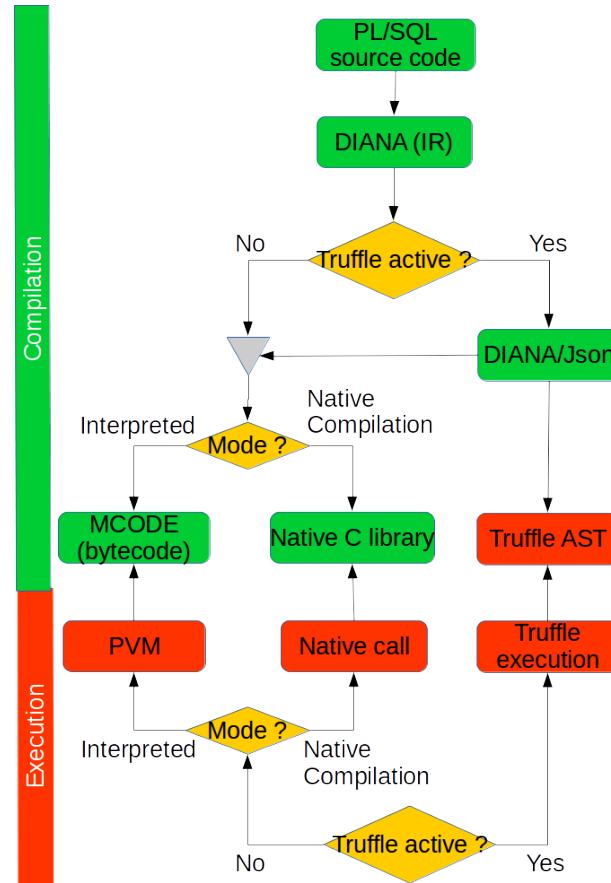 PL/SQL
source code
DIANA (IR)
No
Truffle active ?
Yes
Compilation
DIANA/Json
Interpreted
Native
Compilation
Mode ?
MCODE
(bytecode)
Native C library
Truffle AST
PVM
Native call
Truffle
execution
Execution
Mode ?
Interpreted
Native
Compilation
Truffle active ?
No
Yes